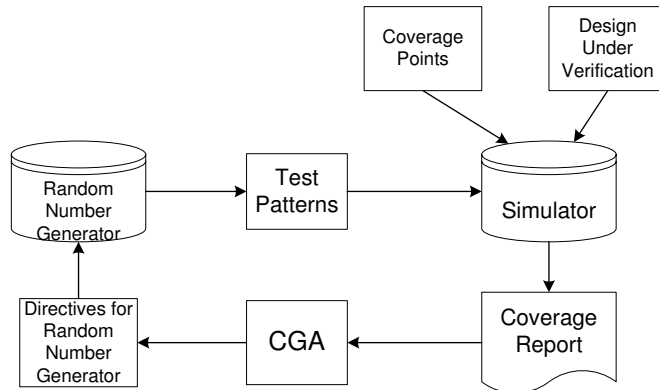 Coverage
Points
Design
Under
Verification
Random
Number
Generator
Test
Patterns
Simulator
Directives for
Random
Number
Generator
CGA
Coverage
Report